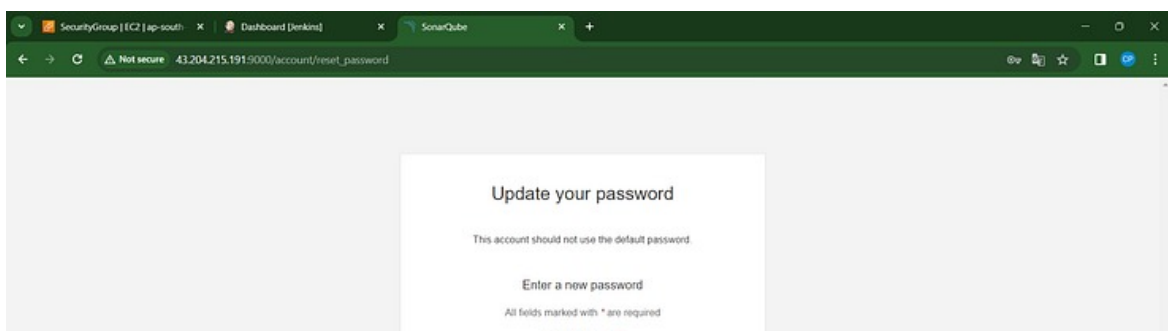 SecurityGroup | EC2 | ap-south
Dashboard [Jenkins]
SonarQube
Not secure 43.204.215.191:9000/account/reset_password
CP
Update your password
This account should not use the default password.
Enter a new password
All fields marked with * are required